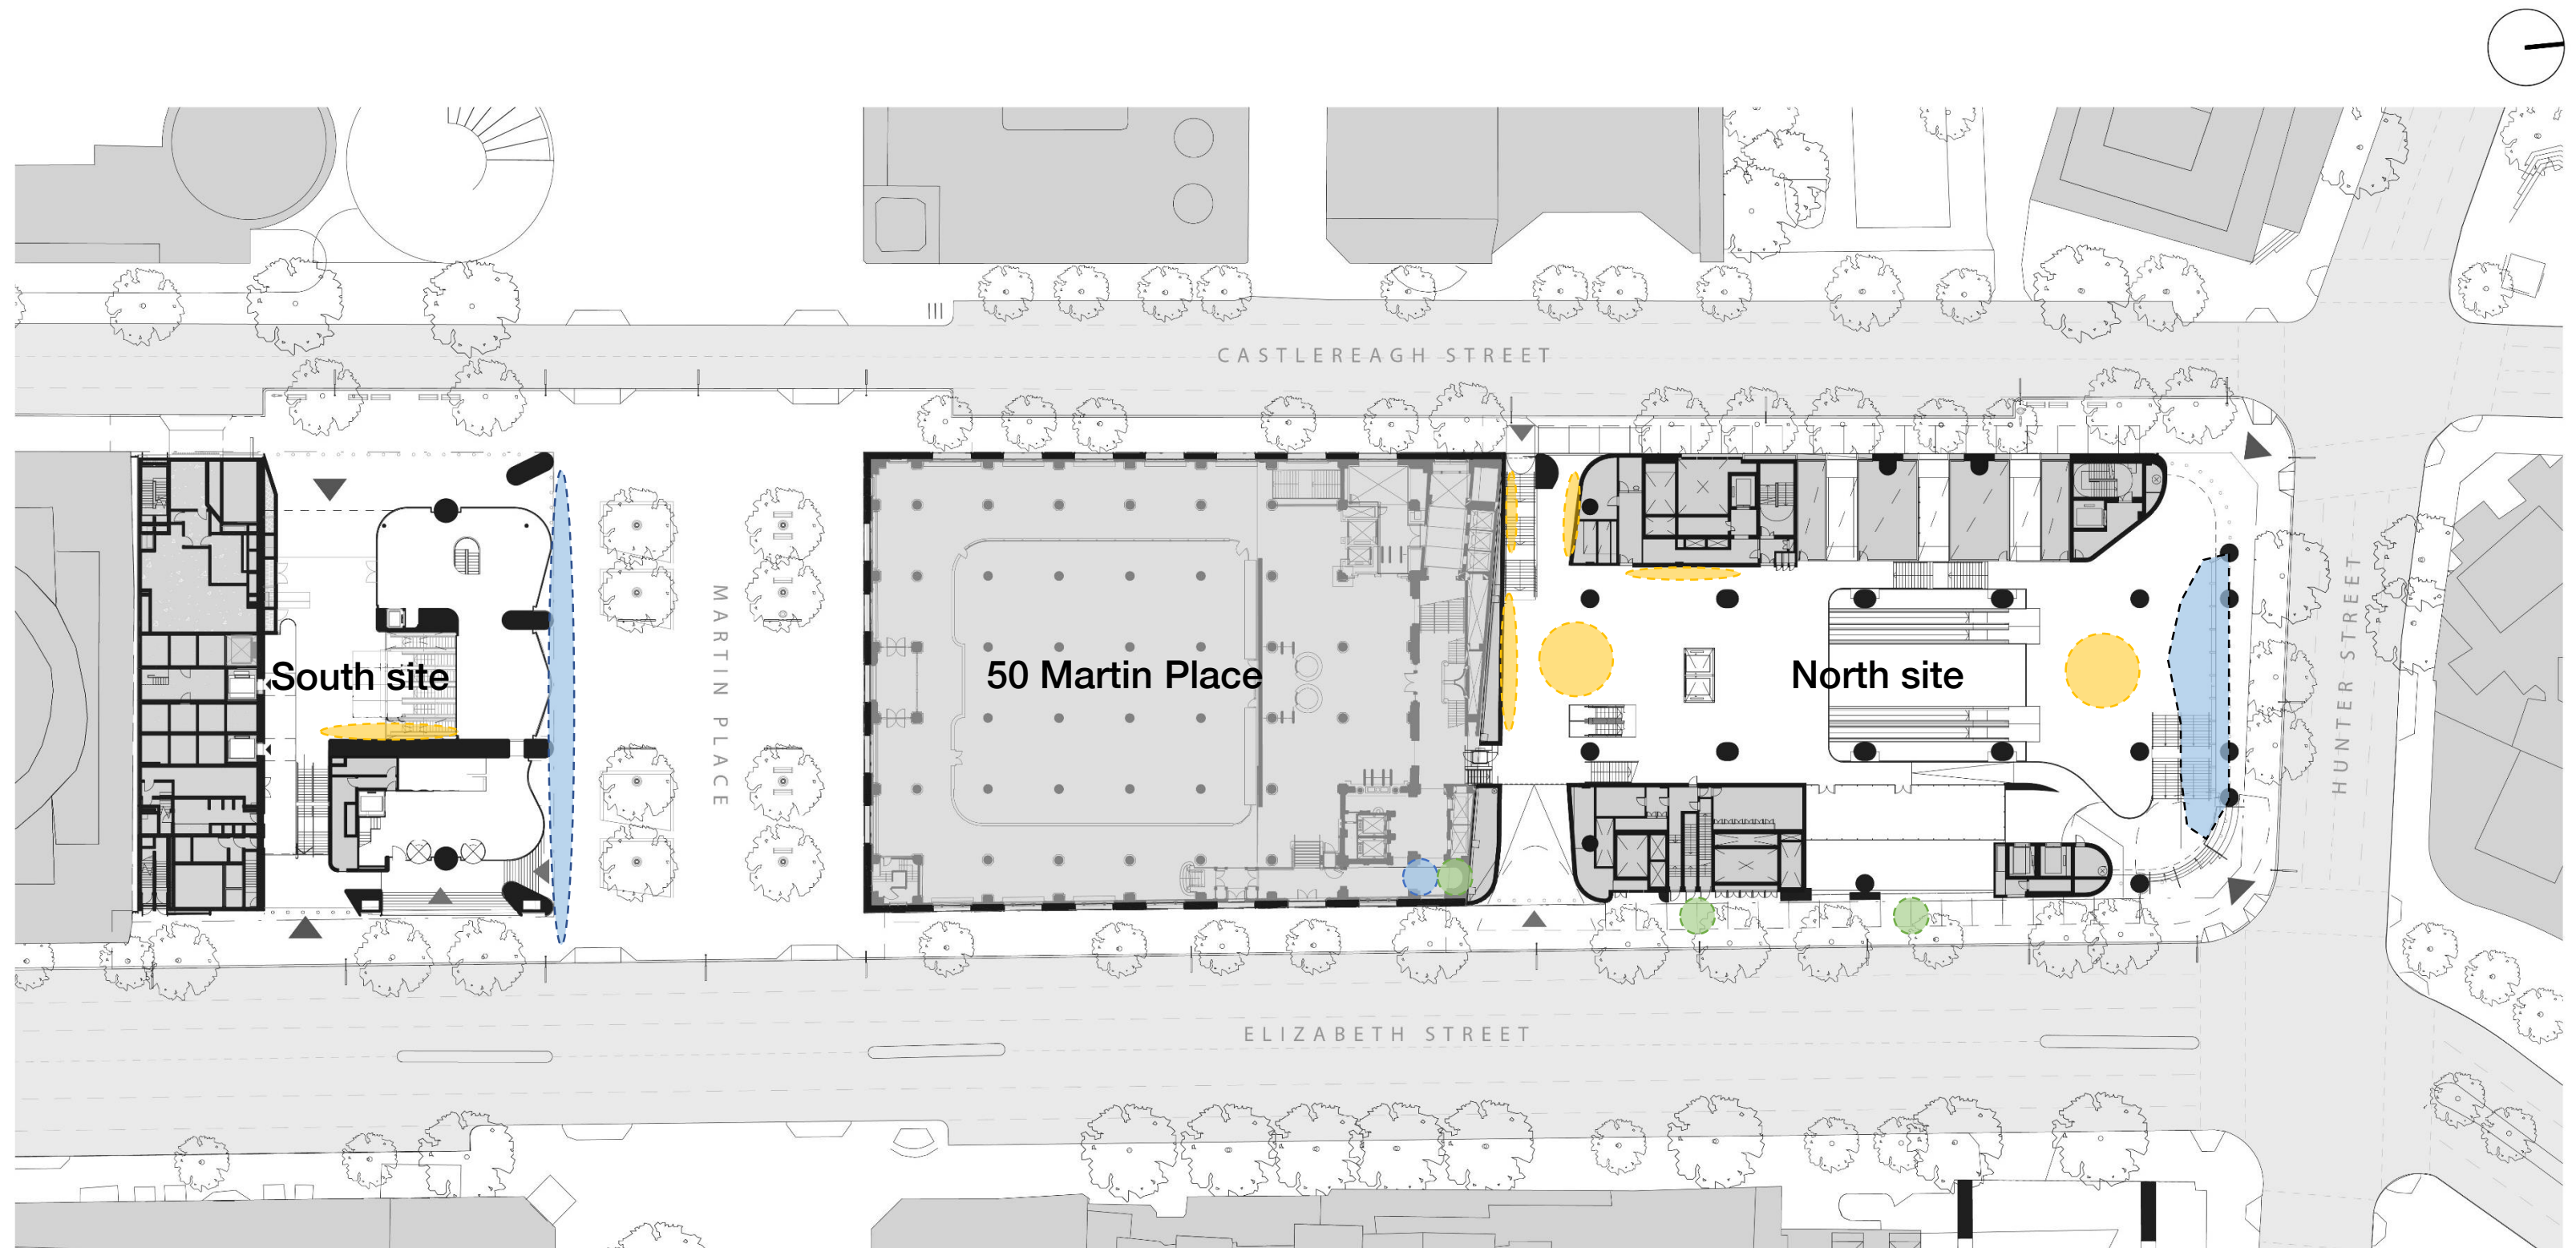 CASTLEREAGH STREET
MARTIN PLACE
South site
50 Martin Place
North site
HUNTER STREET
ELIZABETH STREET